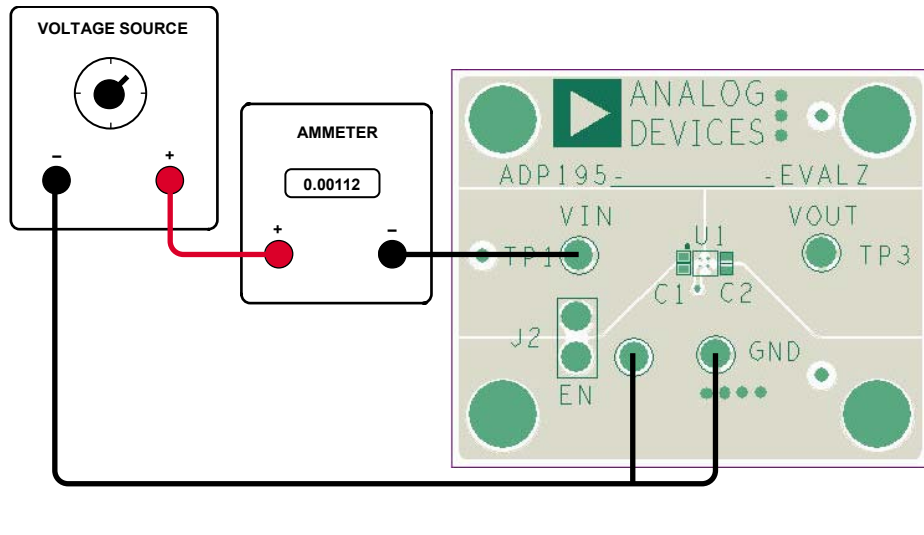 VOLTAGE SOURCE
–
+
AMMETER
0.00112
+
–
ANALOG
DEVICES
ADP195-__________-EVALZ
VIN
VOUT
TP1
U1
TP3
C1
C2
J2
GND
EN